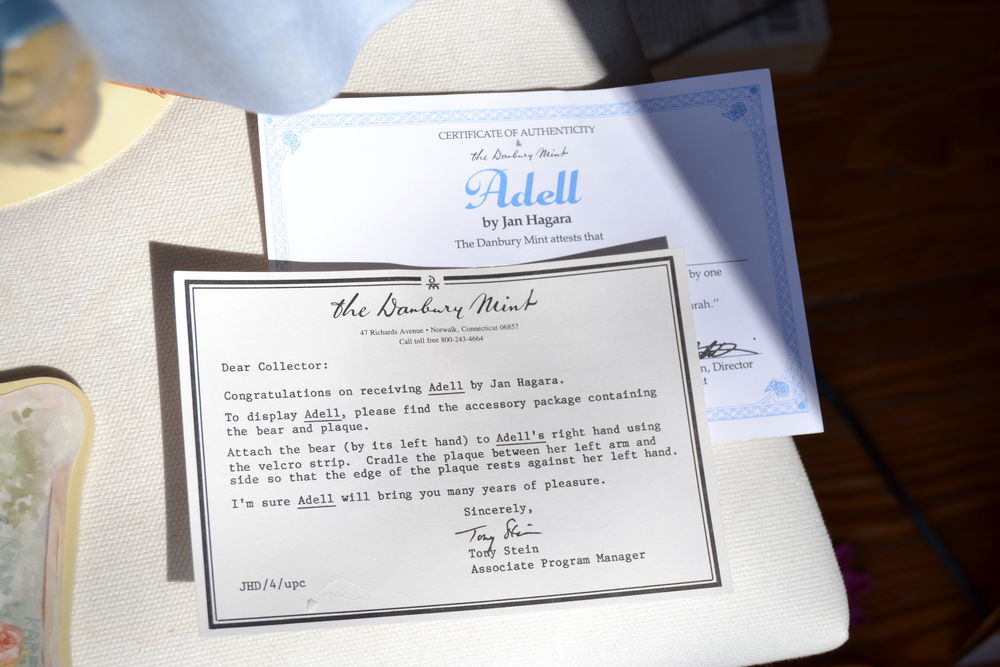 CERTIFICATE OF AUTHENTICITY
&
the Danbury Mint
Adell
by Jan Hagara
The Danbury Mint attests that
by one
rah."
n, Director
t
the Danbury Mint
47 Richards Avenue • Norwalk, Connecticut 06857
Call toll free 800-243-4664
Dear Collector:
Congratulations on receiving Adell by Jan Hagara.
To display Adell, please find the accessory package containing
the bear and plaque.
Attach the bear (by its left hand) to Adell's right hand using
the velcro strip. Cradle the plaque between her left arm and
side so that the edge of the plaque rests against her left hand.
I'm sure Adell will bring you many years of pleasure.
Sincerely,
Tony Stein
Tony Stein
Associate Program Manager
JHD/4/upc